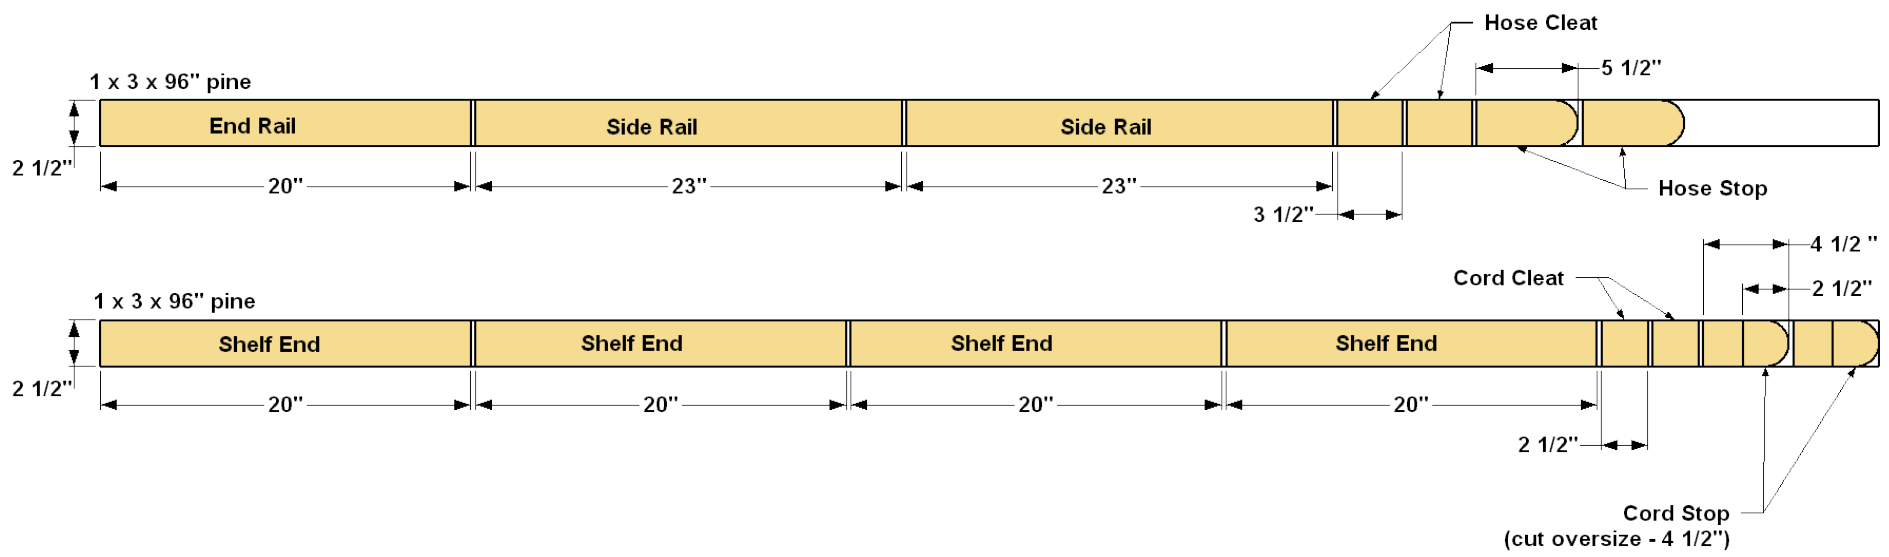 Hose Cleat
5 1/2"
1 x 3 x 96" pine
End Rail
Side Rail
Side Rail
2 1/2"
20"
23"
23"
Hose Stop
3 1/2"
4 1/2 "
Cord Cleat
2 1/2"
1 x 3 x 96" pine
Shelf End
Shelf End
Shelf End
Shelf End
2 1/2"
20"
20"
20"
20"
2 1/2"
Cord Stop
(cut oversize - 4 1/2")